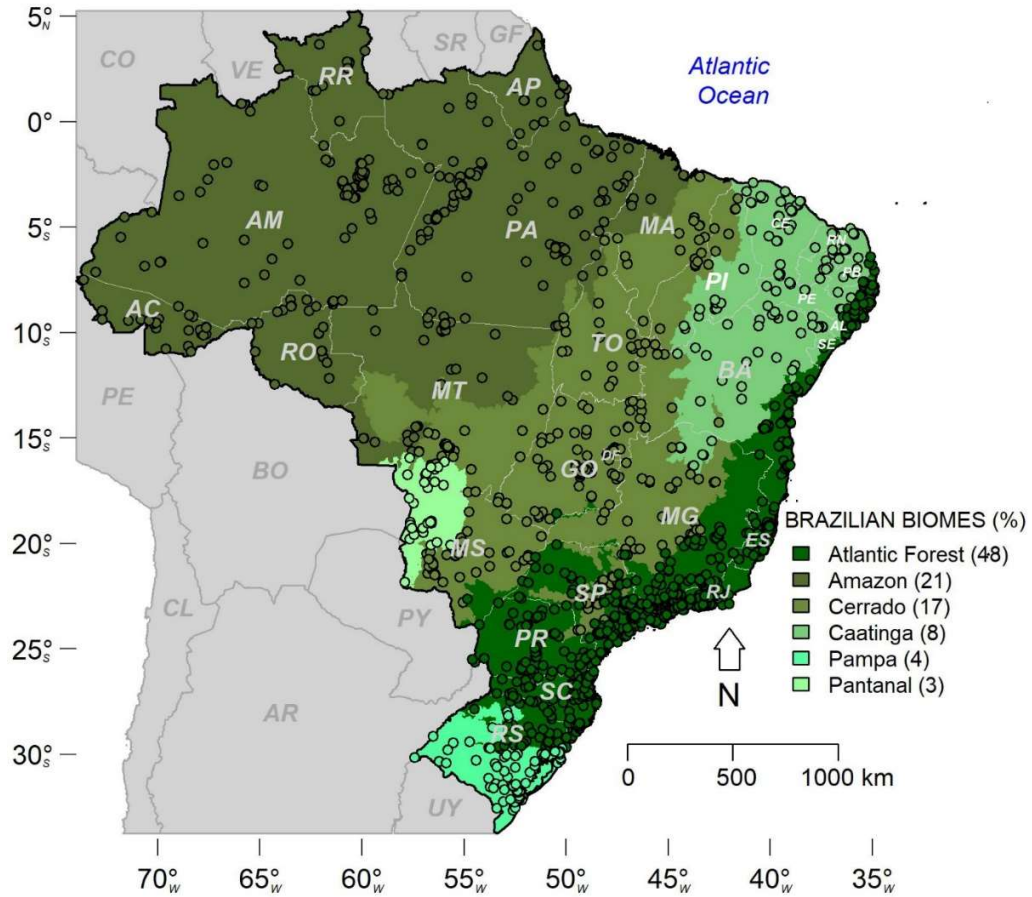 5°N
CO
VE
SR
GF
RR
AP
Atlantic
Ocean
0°
5°S
AM
PA
MA
CE
RN
PB
PI
PE
AL
SE
10°S
AC
RO
TO
BA
MT
PE
15°S
BO
GO
DF
MG
20°S
MS
ES
SP
RJ
CL
PY
25°S
PR
SC
AR
RS
30°S
UY
BRAZILIAN BIOMES (%)
Atlantic Forest (48)
Amazon (21)
Cerrado (17)
Caatinga (8)
Pampa (4)
Pantanal (3)
N
0 500 1000 km
70°W 65°W 60°W 55°W 50°W 45°W 40°W 35°W